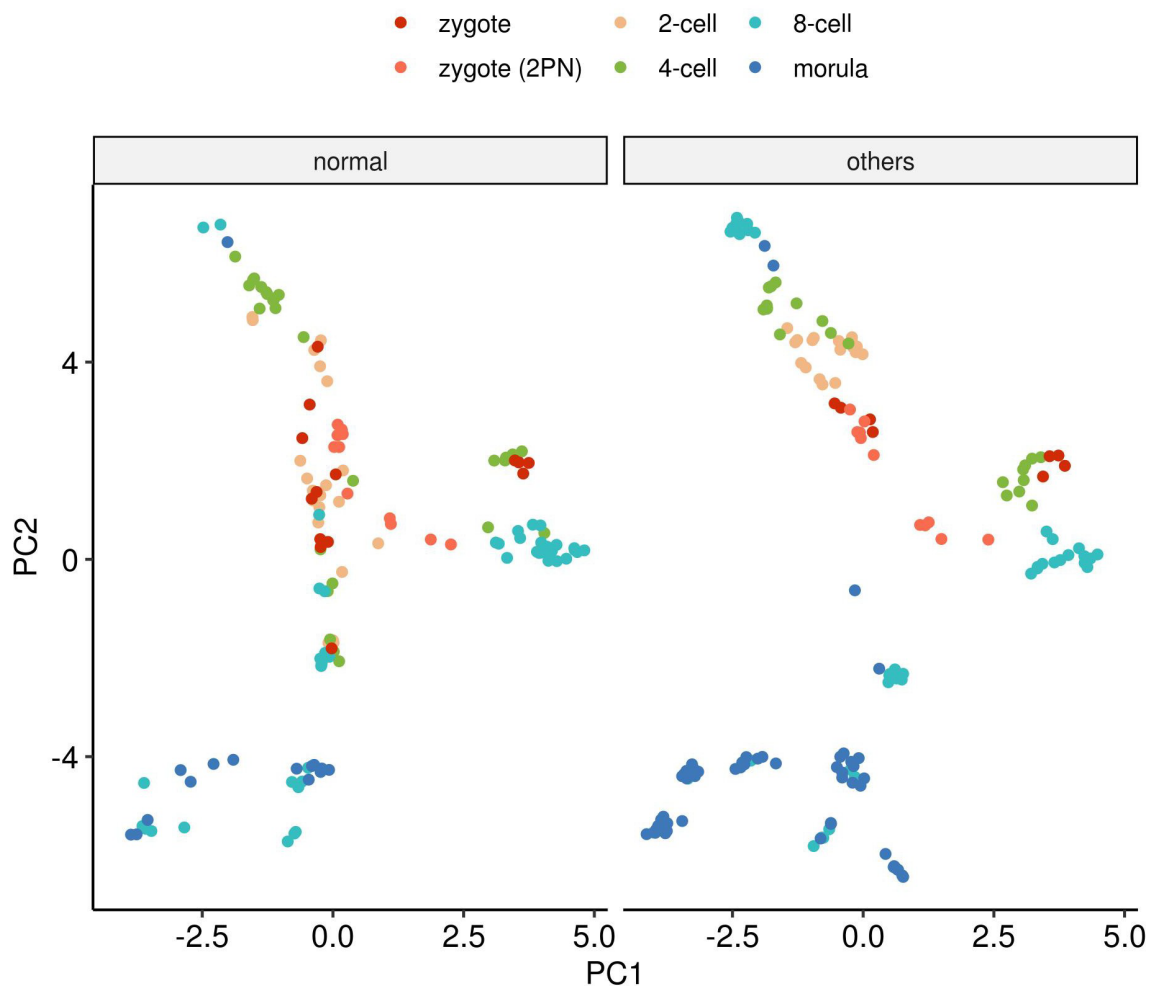 zygote 2-cell 8-cell
zygote (2PN) 4-cell morula
normal others
PC2
4
0
-4
-2.5 0.0 2.5 5.0 -2.5 0.0 2.5 5.0
PC1